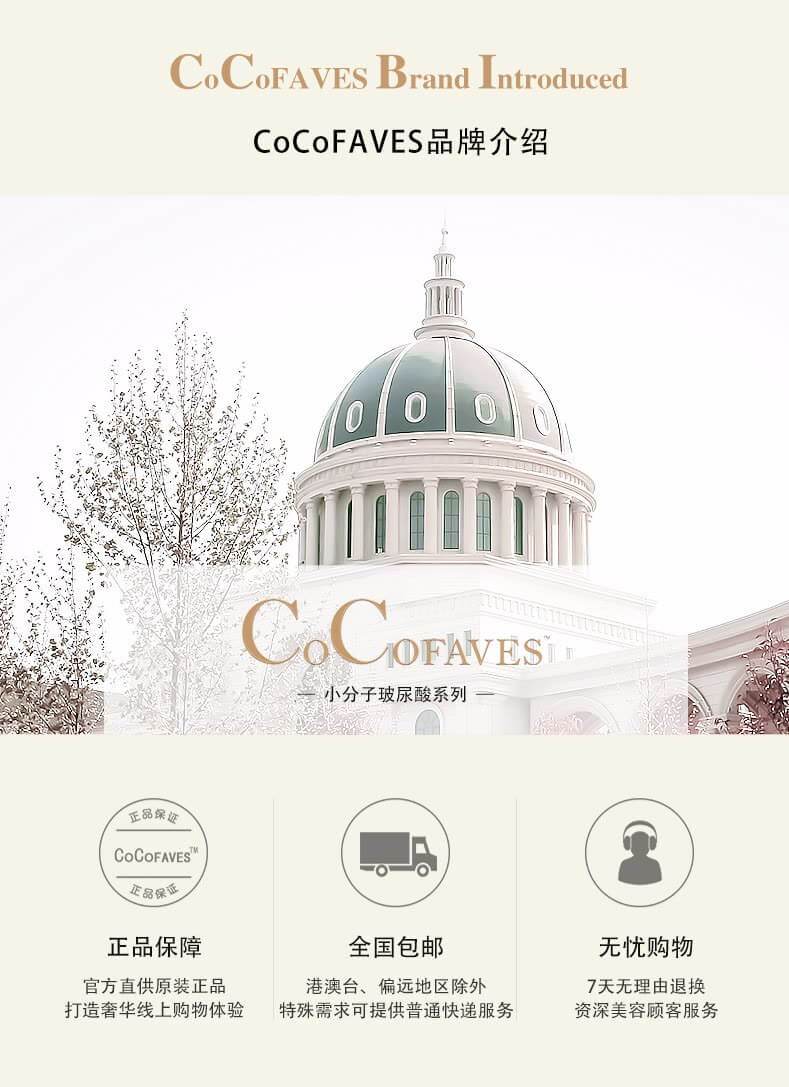 CoCoFAVES Brand Introduced
CoCoFAVES品牌介绍
CoCoFAVES™
— 小分子玻尿酸系列 —
正品保证
CoCoFAVES™
正品保证
正品保障
官方直供原装正品
打造奢华线上购物体验
全国包邮
港澳台、偏远地区除外
特殊需求可提供普通快递服务
无忧购物
7天无理由退换
资深美容顾客服务